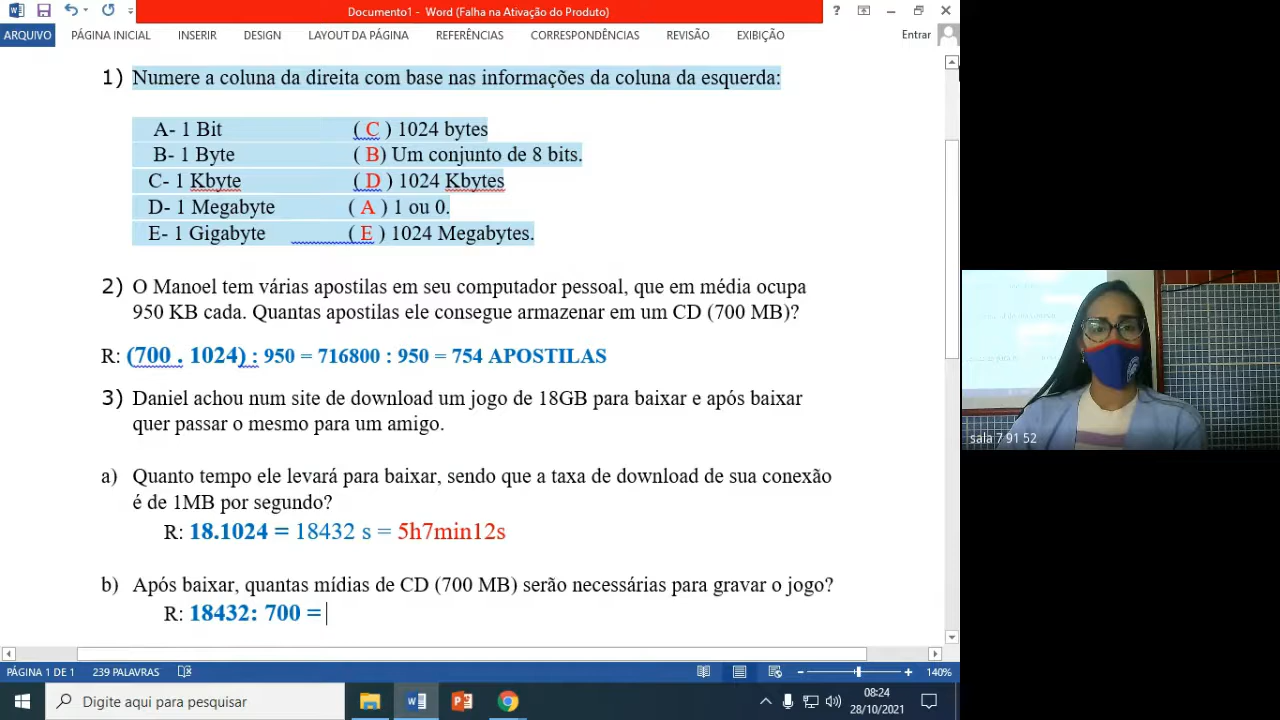 Documento1 - Word (Falha na Ativação do Produto)
ARQUIVO PÁGINA INICIAL INSERIR DESIGN LAYOUT DA PÁGINA REFERÊNCIAS CORRESPONDÊNCIAS REVISÃO EXIBIÇÃO Entrar
1) Numere a coluna da direita com base nas informações da coluna da esquerda:
A- 1 Bit ( C ) 1024 bytes
B- 1 Byte ( B) Um conjunto de 8 bits.
C- 1 Kbyte ( D ) 1024 Kbytes
D- 1 Megabyte ( A ) 1 ou 0.
E- 1 Gigabyte ( E ) 1024 Megabytes.
2) O Manoel tem várias apostilas em seu computador pessoal, que em média ocupa
950 KB cada. Quantas apostilas ele consegue armazenar em um CD (700 MB)?
R: (700 . 1024) : 950 = 716800 : 950 = 754 APOSTILAS
3) Daniel achou num site de download um jogo de 18GB para baixar e após baixar
quer passar o mesmo para um amigo.
a) Quanto tempo ele levará para baixar, sendo que a taxa de download de sua conexão
é de 1MB por segundo?
R: 18.1024 = 18432 s = 5h7min12s
b) Após baixar, quantas mídias de CD (700 MB) serão necessárias para gravar o jogo?
R: 18432: 700 =
sala 7 91 52
PÁGINA 1 DE 1 239 PALAVRAS 140%
Digite aqui para pesquisar
08:24
28/10/2021